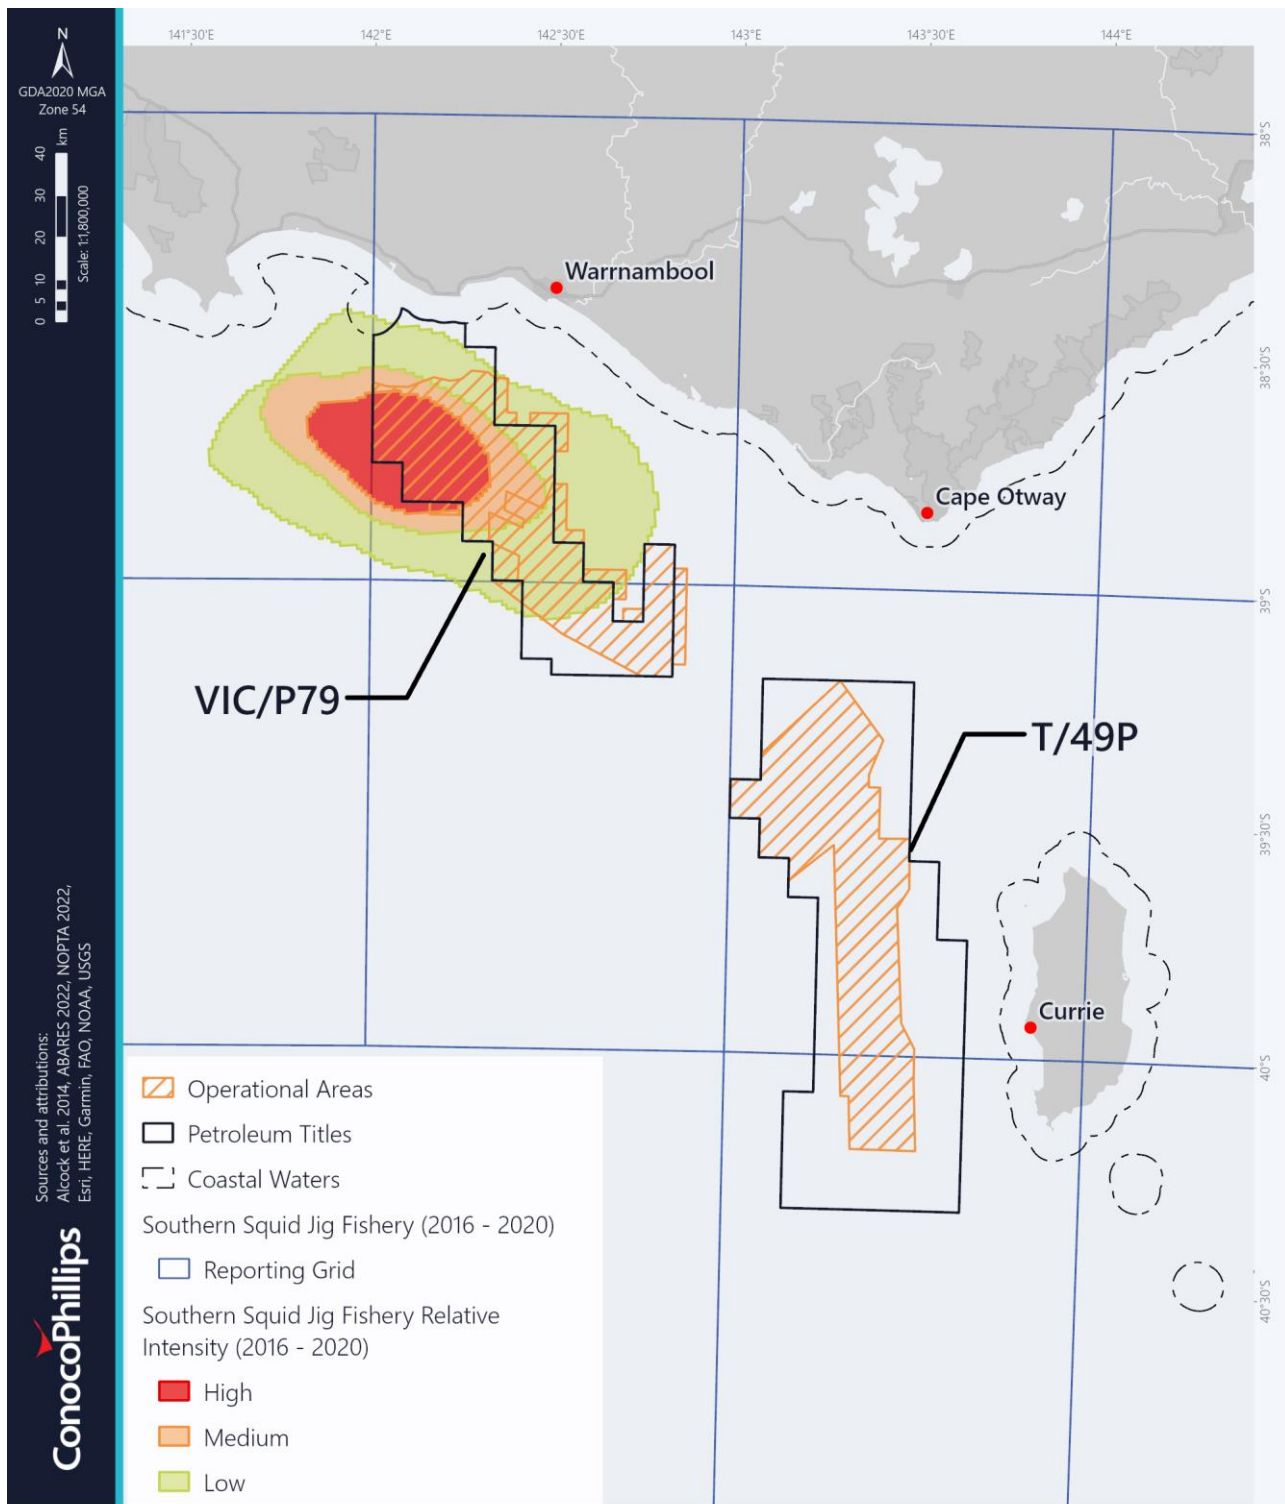 141°30'E
142°E
142°30'E
143°E
143°30'E
144°E
N
GDA2020 MGA
Zone 54
0 5 10 20 30 40 km
Scale: 1:1,800,000
38°S
38°30'S
39°S
39°30'S
40°S
40°30'S
Warrnambool
Cape Otway
VIC/P79
T/49P
Currie
Sources and attributions:
Alcock et al. 2014, ABARES 2022, NOPTA 2022,
Esri, HERE, Garmin, FAO, NOAA, USGS
ConocoPhillips
Operational Areas
Petroleum Titles
Coastal Waters
Southern Squid Jig Fishery (2016 - 2020)
Reporting Grid
Southern Squid Jig Fishery Relative
Intensity (2016 - 2020)
High
Medium
Low